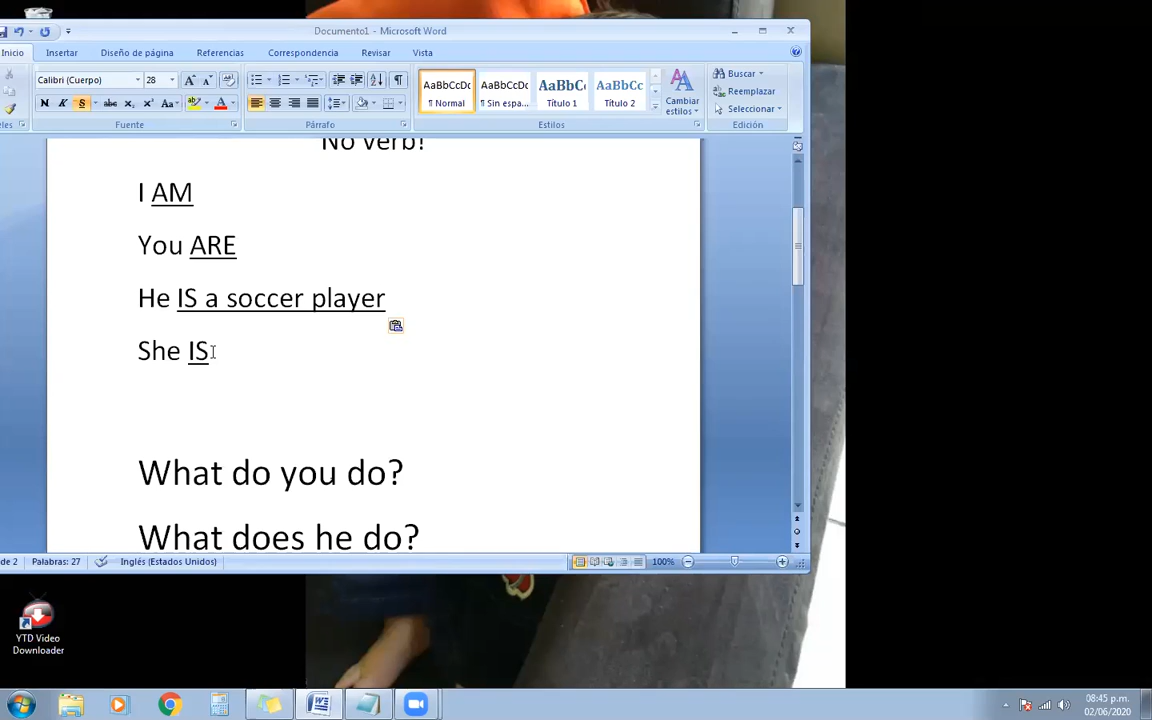 Documento1 - Microsoft Word
Inicio Insertar Diseño de página Referencias Correspondencia Revisar Vista
Calibri (Cuerpo) 28
AaBbCcDc AaBbCcDc AaBbC AaBbCc
¶ Normal ¶ Sin espa... Título 1 Título 2
Cambiar estilos
Buscar
Reemplazar
Seleccionar
Fuente Párrafo Estilos Edición
No verb!
I AM
You ARE
He IS a soccer player
She IS
What do you do?
What does he do?
de 2 Palabras: 27 Inglés (Estados Unidos) 100%
YTD Video
Downloader
08:45 p.m.
02/06/2020